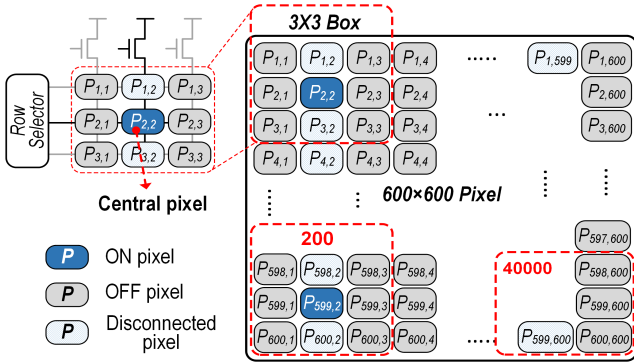 3X3 Box
Row Selector
P1,1 P1,2 P1,3
P2,1 P2,2 P2,3
P3,1 P3,2 P3,3
Central pixel
P ON pixel
P OFF pixel
P Disconnected pixel
P1,1 P1,2 P1,3 P1,4 ..... P1,599 P1,600
P2,1 P2,2 P2,3 P2,4 P2,600
P3,1 P3,2 P3,3 P3,4 ... P3,600
P4,1 P4,2 P4,3 P4,4
600×600 Pixel
200
P597,600
40000
P598,1 P598,2 P598,3 P598,4 P598,600
P599,1 P599,2 P599,3 P599,4 P599,600
P600,1 P600,2 P600,3 P600,4 ..... P599,600 P600,600